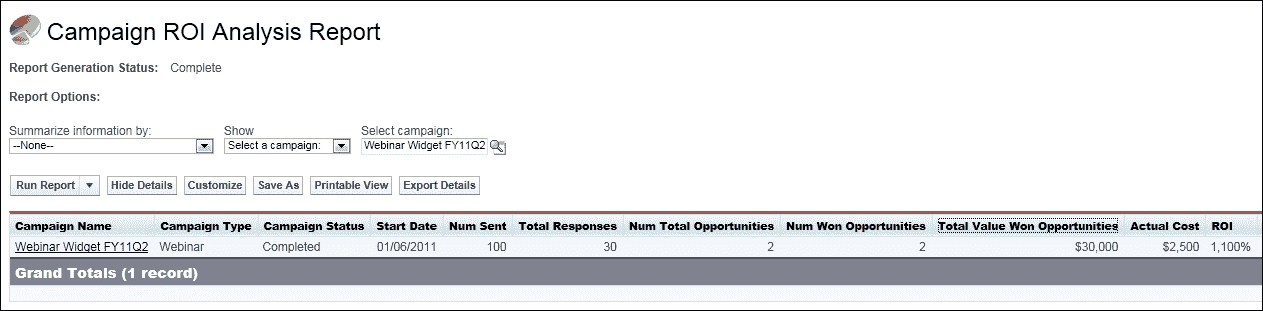 Campaign ROI Analysis Report
Report Generation Status: Complete
Report Options:
Summarize information by: Show Select campaign:
--None-- Select a campaign: Webinar Widget FY11Q2
Run Report Hide Details Customize Save As Printable View Export Details
Campaign Name Campaign Type Campaign Status Start Date Num Sent Total Responses Num Total Opportunities Num Won Opportunities Total Value Won Opportunities Actual Cost ROI
Webinar Widget FY11Q2 Webinar Completed 01/06/2011 100 30 2 2 $30,000 $2,500 1,100%
Grand Totals (1 record)